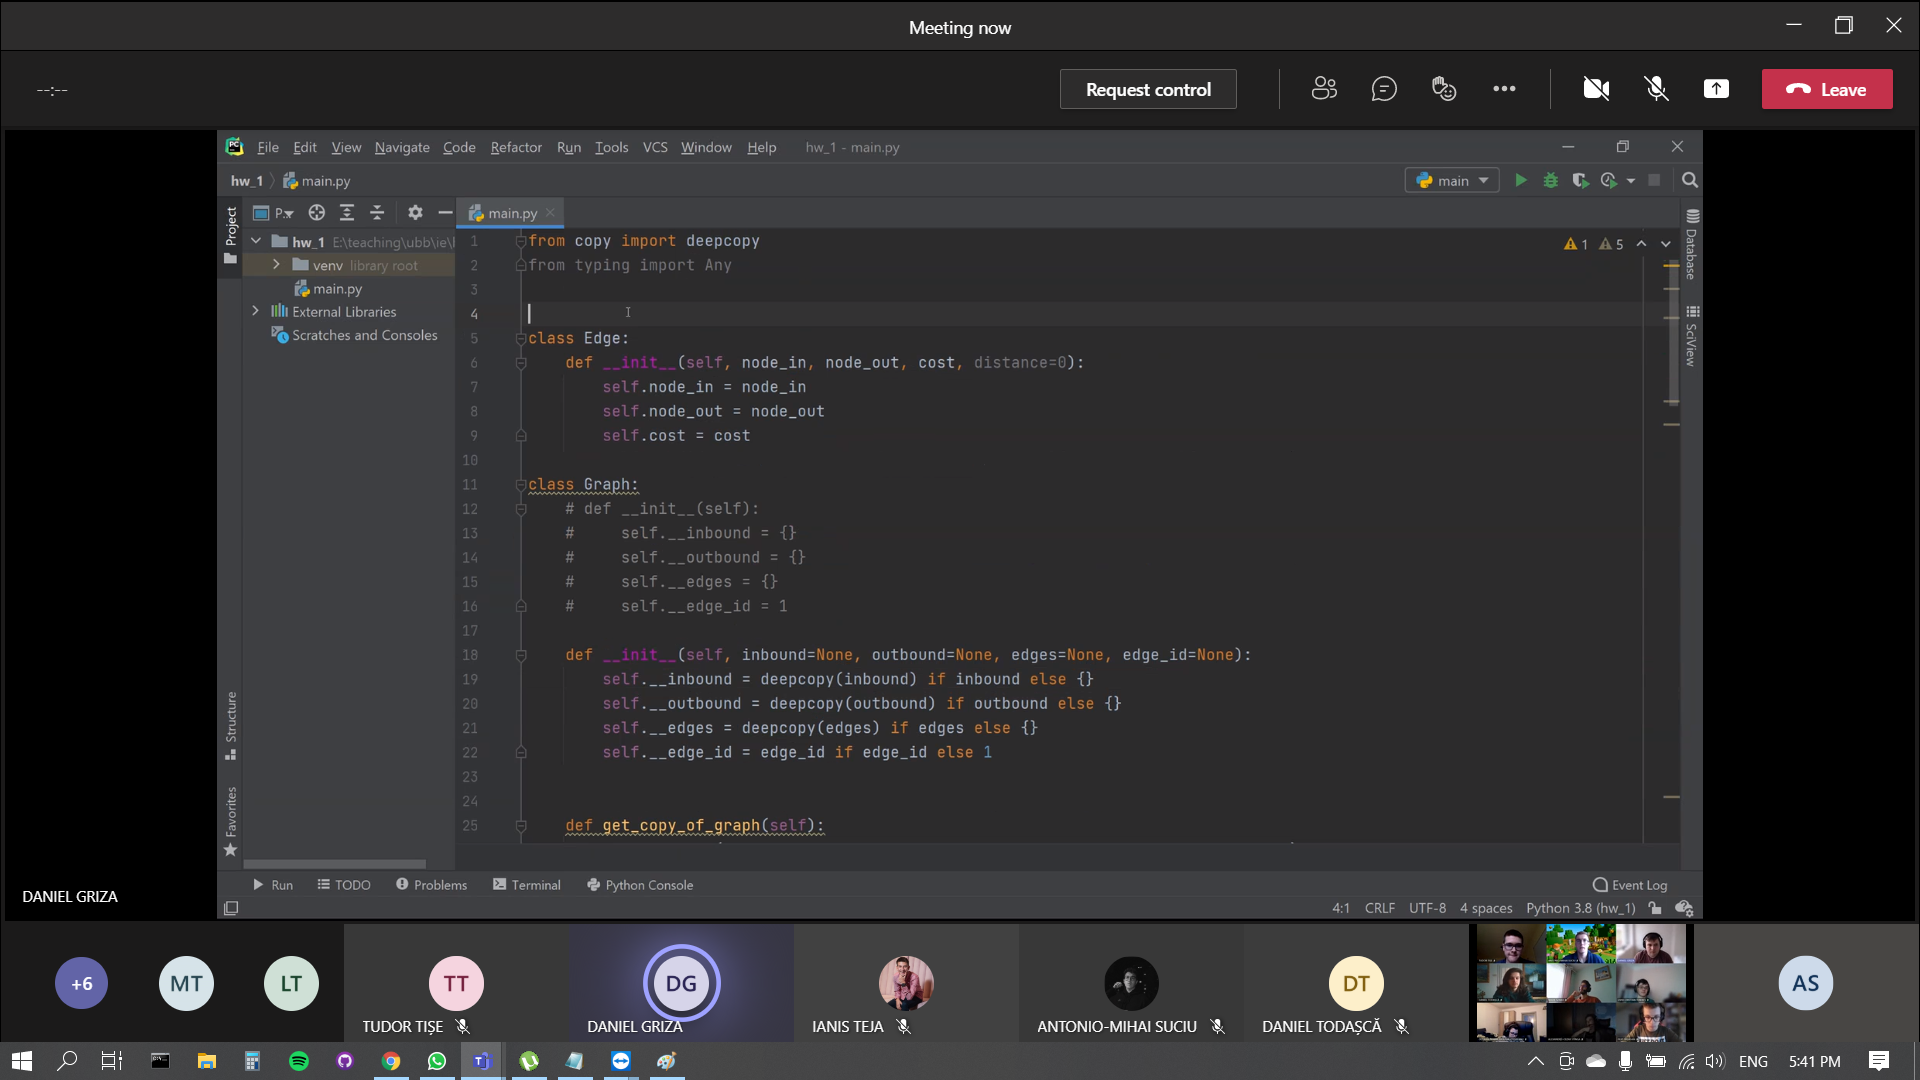 Meeting now
--:--
Request control
Leave
File Edit View Navigate Code Refactor Run Tools VCS Window Help hw_1 - main.py
hw_1 main.py
main
Project
P..
main.py
hw_1 E:\teaching\ubb\ie\
venv library root
main.py
External Libraries
Scratches and Consoles
1 from copy import deepcopy
2 from typing import Any
3
4
5 class Edge:
6 def __init__(self, node_in, node_out, cost, distance=0):
7 self.node_in = node_in
8 self.node_out = node_out
9 self.cost = cost
10
11 class Graph:
12 # def __init__(self):
13 # self.__inbound = {}
14 # self.__outbound = {}
15 # self.__edges = {}
16 # self.__edge_id = 1
17
18 def __init__(self, inbound=None, outbound=None, edges=None, edge_id=None):
19 self.__inbound = deepcopy(inbound) if inbound else {}
20 self.__outbound = deepcopy(outbound) if outbound else {}
21 self.__edges = deepcopy(edges) if edges else {}
22 self.__edge_id = edge_id if edge_id else 1
23
24
25 def get_copy_of_graph(self):
1 5
Database
SciView
Structure
Favorites
Run TODO Problems Terminal Python Console Event Log
4:1 CRLF UTF-8 4 spaces Python 3.8 (hw_1)
DANIEL GRIZA
+6 MT LT TT DG DT AS
TUDOR TIȘE DANIEL GRIZA IANIS TEJA ANTONIO-MIHAI SUCIU DANIEL TODAȘCĂ
ENG 5:41 PM